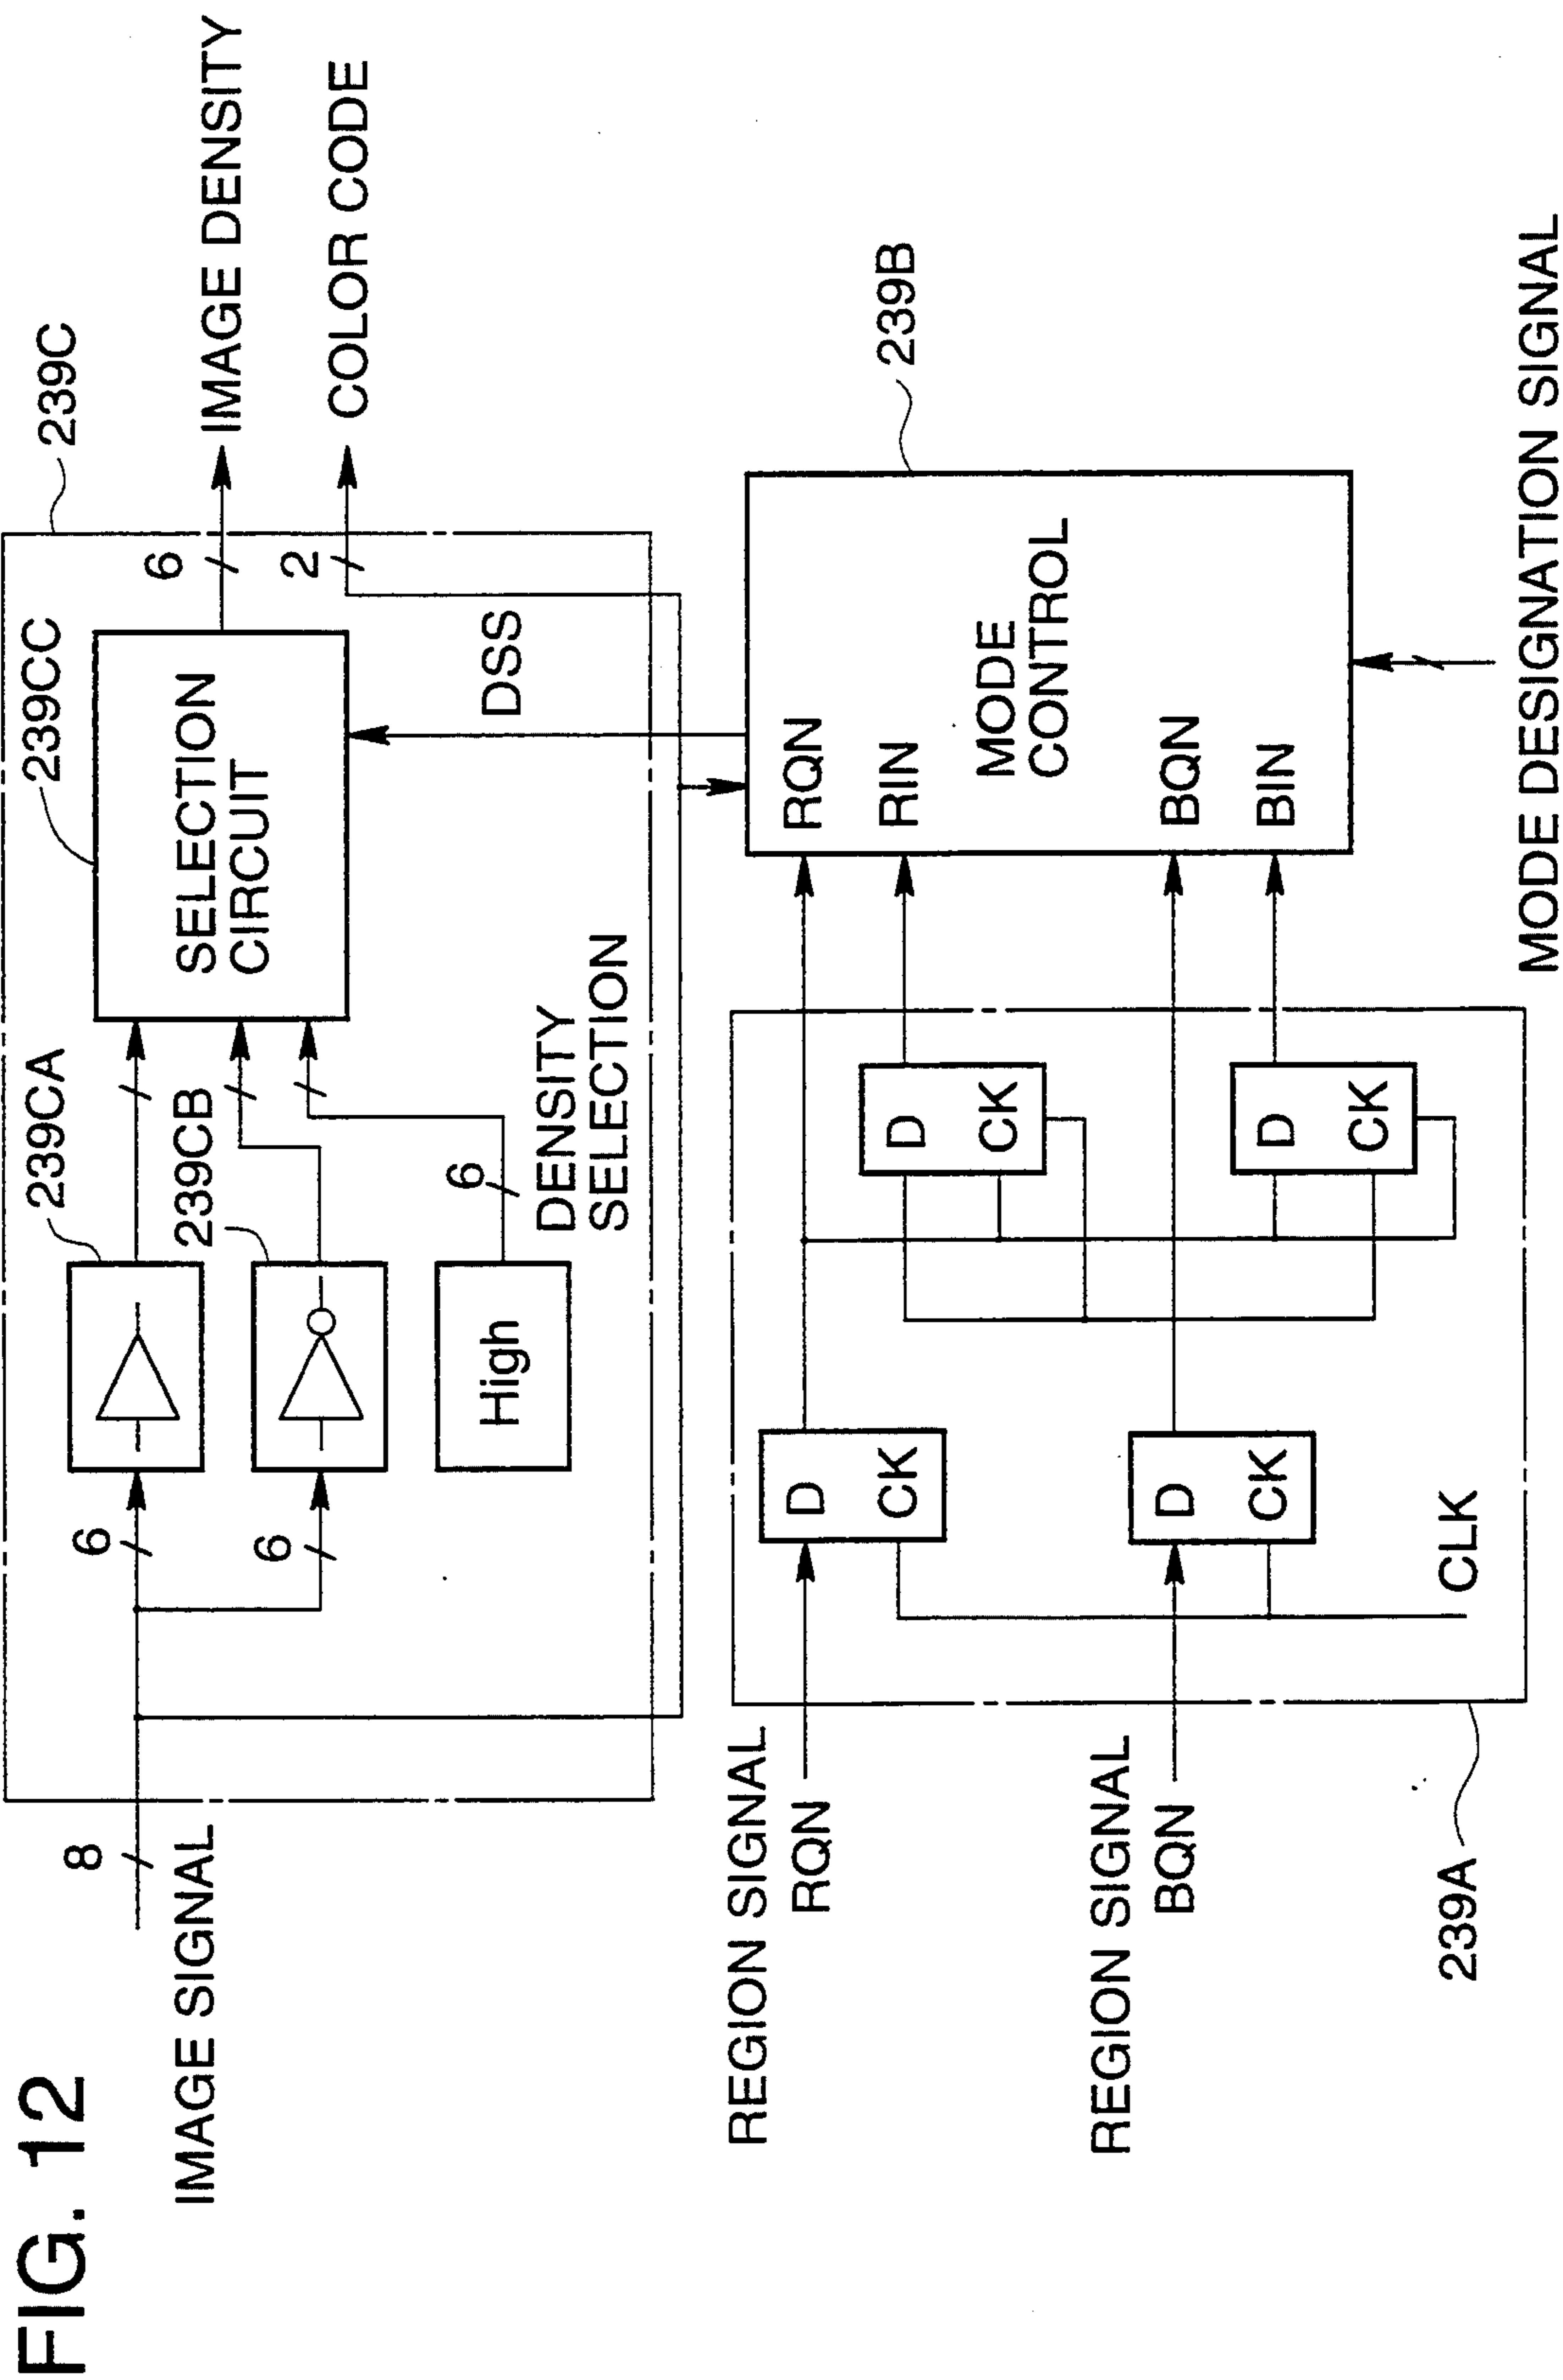 FIG. 12
239C
239CC
239CA
239CB
8
IMAGE SIGNAL
6
6
High
6
SELECTION
CIRCUIT
DENSITY
SELECTION
6
IMAGE DENSITY
2
COLOR CODE
DSS
239B
RQN
RIN
MODE
CONTROL
BQN
BIN
MODE DESIGNATION SIGNAL
REGION SIGNAL
RQN
D
CK
D
CK
REGION SIGNAL
BQN
D
CK
D
CK
CLK
239A